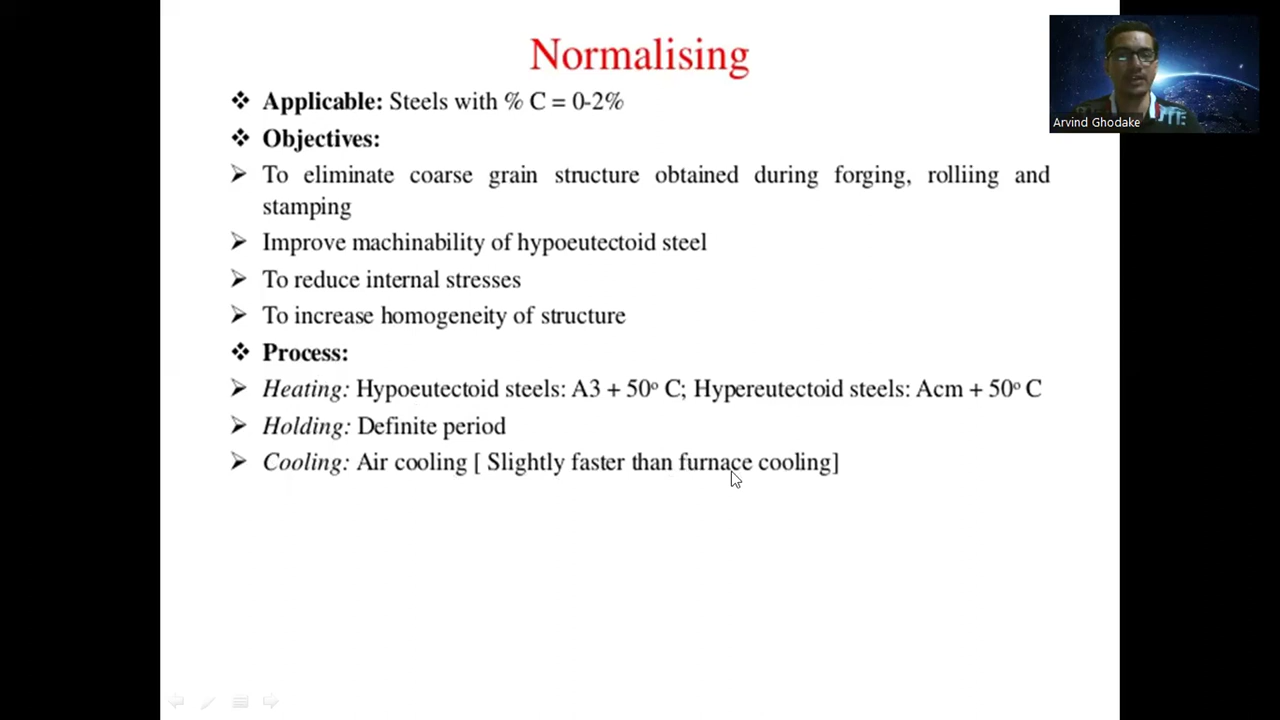 Normalising
❖ Applicable: Steels with % C = 0-2%
❖ Objectives:
➢ To eliminate coarse grain structure obtained during forging, rolliing and
stamping
➢ Improve machinability of hypoeutectoid steel
➢ To reduce internal stresses
➢ To increase homogeneity of structure
❖ Process:
➢ Heating: Hypoeutectoid steels: A3 + 50º C; Hypereutectoid steels: Acm + 50º C
➢ Holding: Definite period
➢ Cooling: Air cooling [ Slightly faster than furnace cooling]
Arvind Ghodake